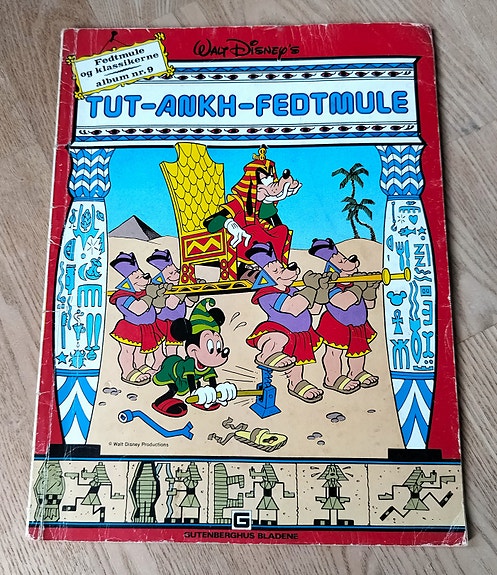 Fedtmule
og klassikerne
album nr. 9
WALT DISNEY'S
TUT-ANKH-FEDTMULE
© Walt Disney Productions
G
GUTENBERGHUS BLADENE